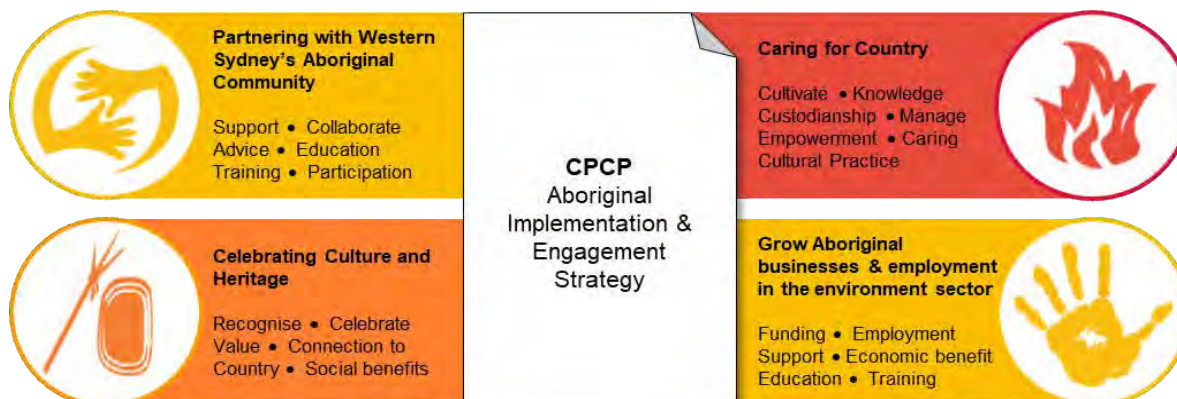 Partnering with Western
Sydney's Aboriginal
Community
Support • Collaborate
Advice • Education
Training • Participation
Celebrating Culture and
Heritage
Recognise • Celebrate
Value • Connection to
Country • Social benefits
CPCP
Aboriginal
Implementation &
Engagement
Strategy
Caring for Country
Cultivate • Knowledge
Custodianship • Manage
Empowerment • Caring
Cultural Practice
Grow Aboriginal
businesses & employment
in the environment sector
Funding • Employment
Support • Economic benefit
Education • Training